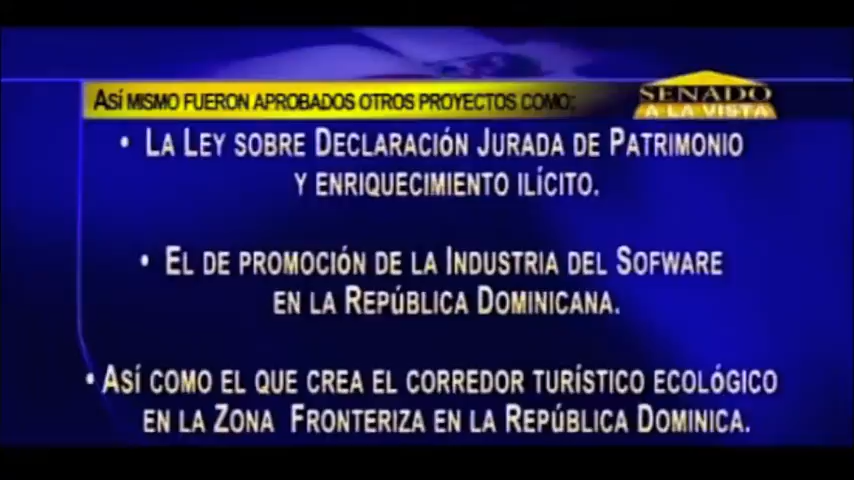 Así mismo fueron aprobados otros proyectos como;
SENADO
A LA VISTA
• La Ley sobre Declaración Jurada de Patrimonio
y enriquecimiento ilícito.
• El de promoción de la Industria del Sofware
en la República Dominicana.
• Así como el que crea el corredor turístico ecológico
en la Zona Fronteriza en la República Dominica.